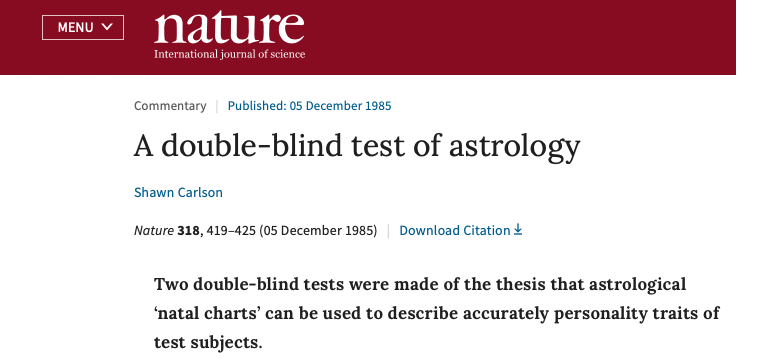 MENU
nature
International journal of science
Commentary | Published: 05 December 1985
A double-blind test of astrology
Shawn Carlson
Nature 318, 419–425 (05 December 1985) | Download Citation
Two double-blind tests were made of the thesis that astrological
‘natal charts’ can be used to describe accurately personality traits of
test subjects.